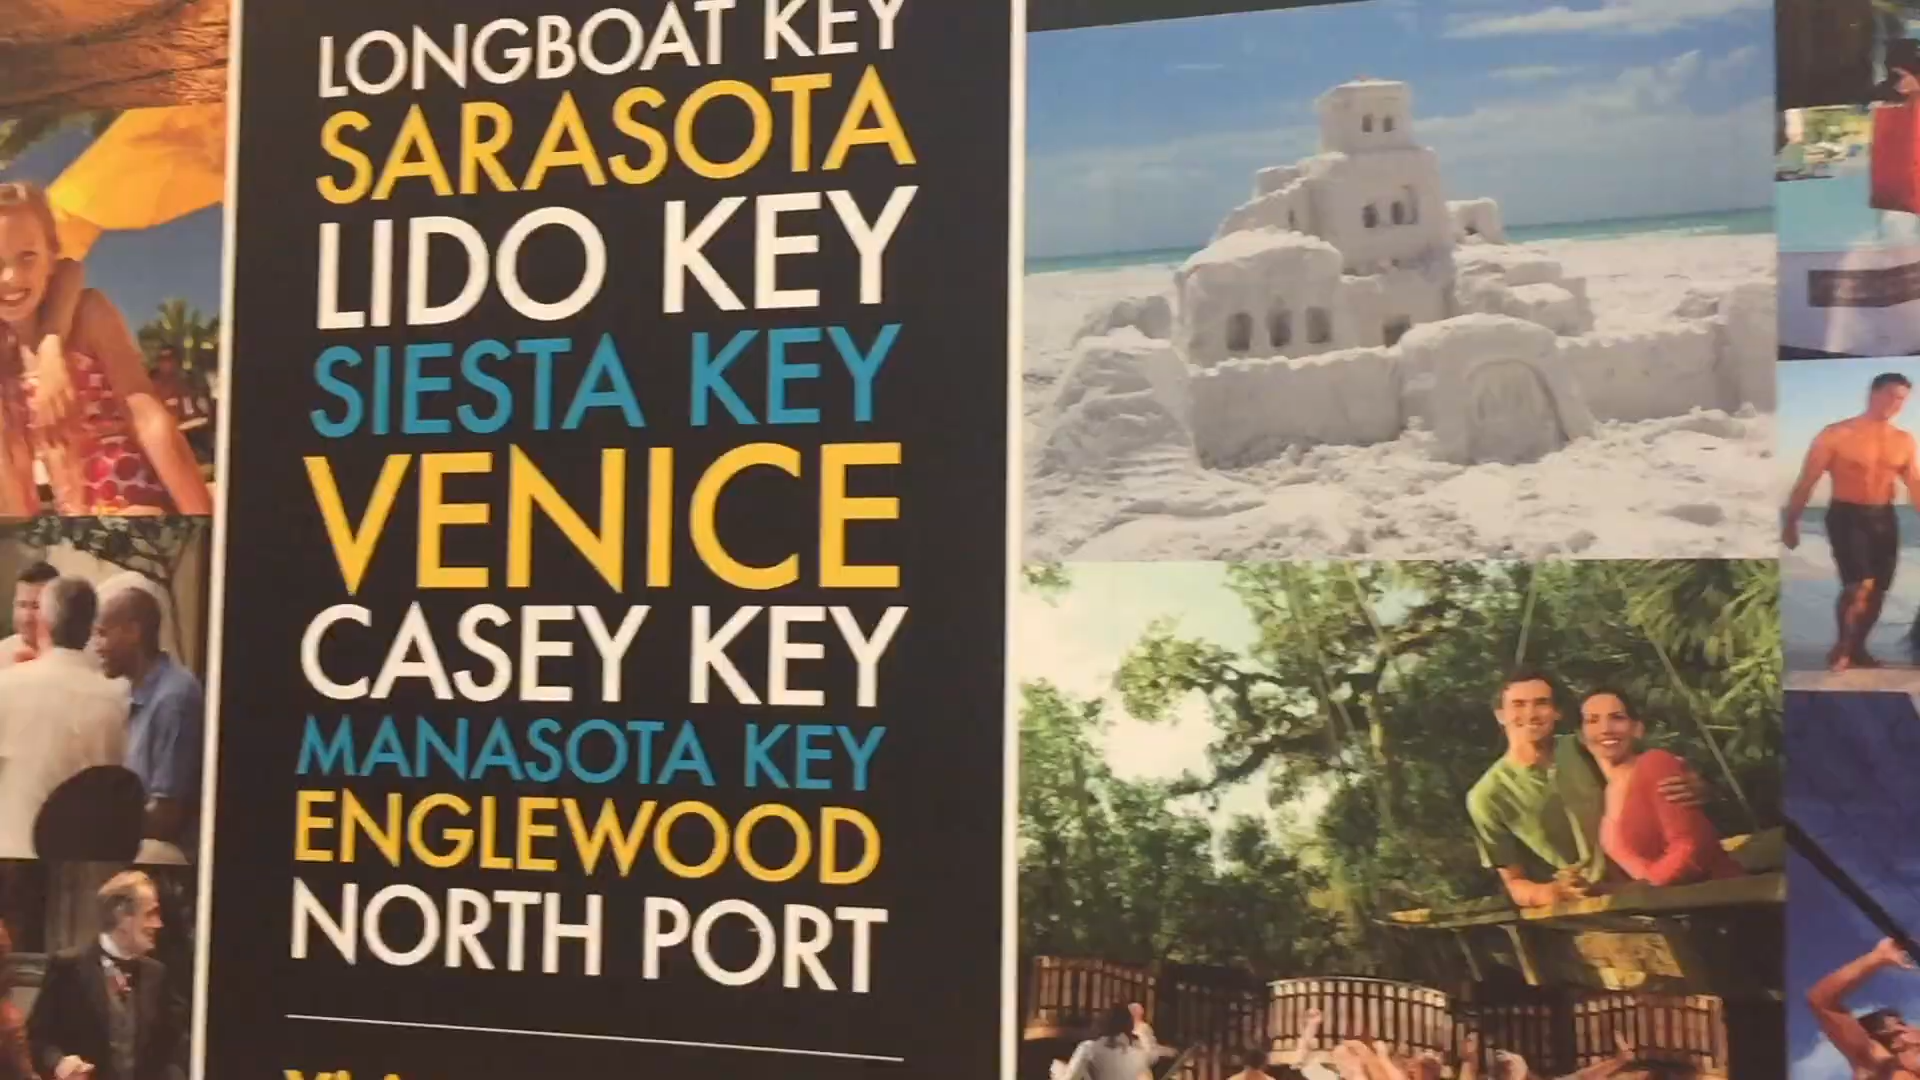 LONGBOAT KEY
SARASOTA
LIDO KEY
SIESTA KEY
VENICE
CASEY KEY
MANASOTA KEY
ENGLEWOOD
NORTH PORT